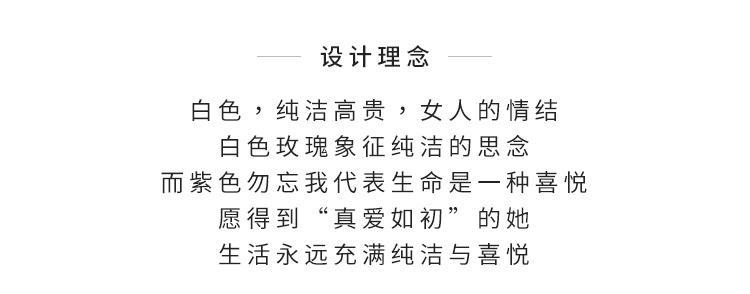 设计理念
白色，纯洁高贵，女人的情结
白色玫瑰象征纯洁的思念
而紫色勿忘我代表生命是一种喜悦
愿得到“真爱如初”的她
生活永远充满纯洁与喜悦